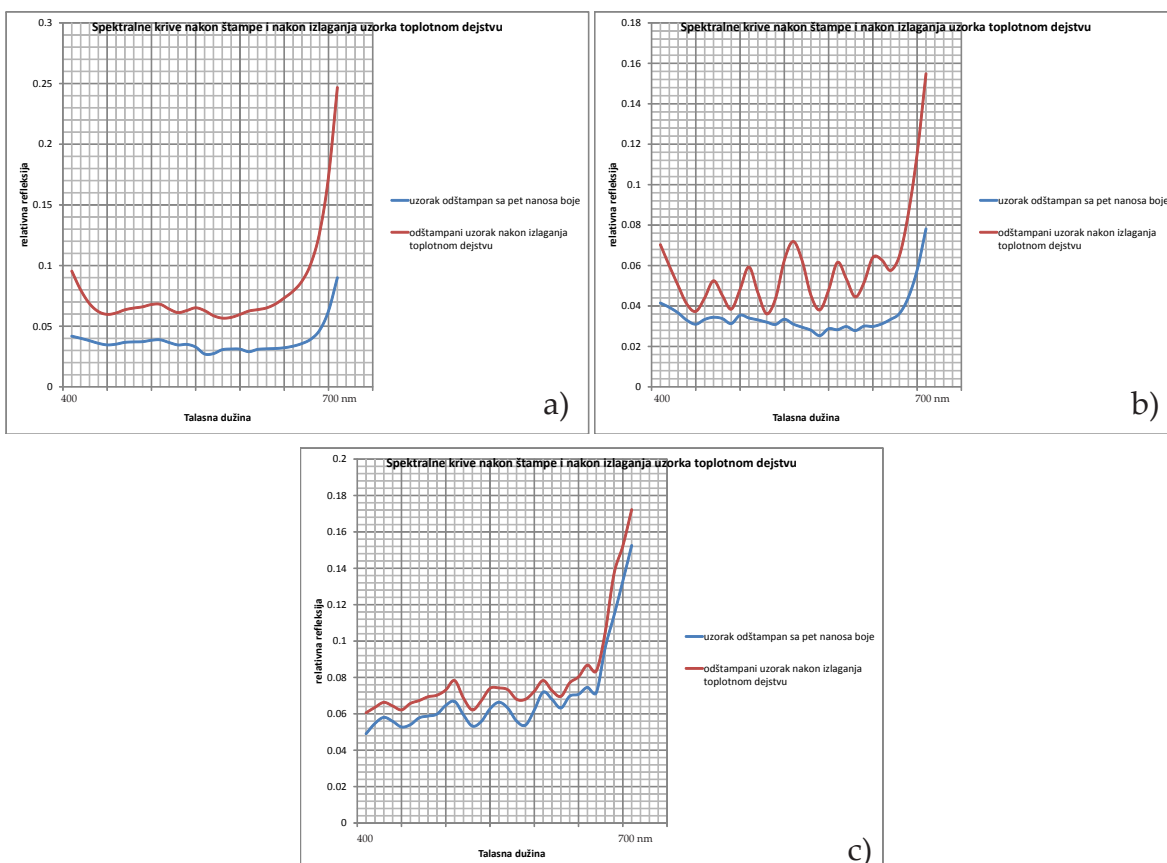 Spektralne krive nakon štampe i nakon izlaganja uzorka toplotnom dejstvu
0.3
0.25
0.2
0.15
0.1
0.05
0
relativna refleksija
400
700 nm
Talasna dužina
uzorak odštampan sa pet nanosa boje
odštampani uzorak nakon izlaganja
toplotnom dejstvu
a)
Spektralne krive nakon štampe i nakon izlaganja uzorka toplotnom dejstvu
0.18
0.16
0.14
0.12
0.1
0.08
0.06
0.04
0.02
0
relativna refleksija
400
700 nm
Talasna dužina
uzorak odštampan sa pet nanosa boje
odštampani uzorak nakon izlaganja
toplotnom dejstvu
b)
Spektralne krive nakon štampe i nakon izlaganja uzorka toplotnom dejstvu
0.2
0.18
0.16
0.14
0.12
0.1
0.08
0.06
0.04
0.02
0
relativna refleksija
400
700 nm
Talasna dužina
uzorak odštampan sa pet nanosa boje
odštampani uzorak nakon izlaganja
toplotnom dejstvu
c)